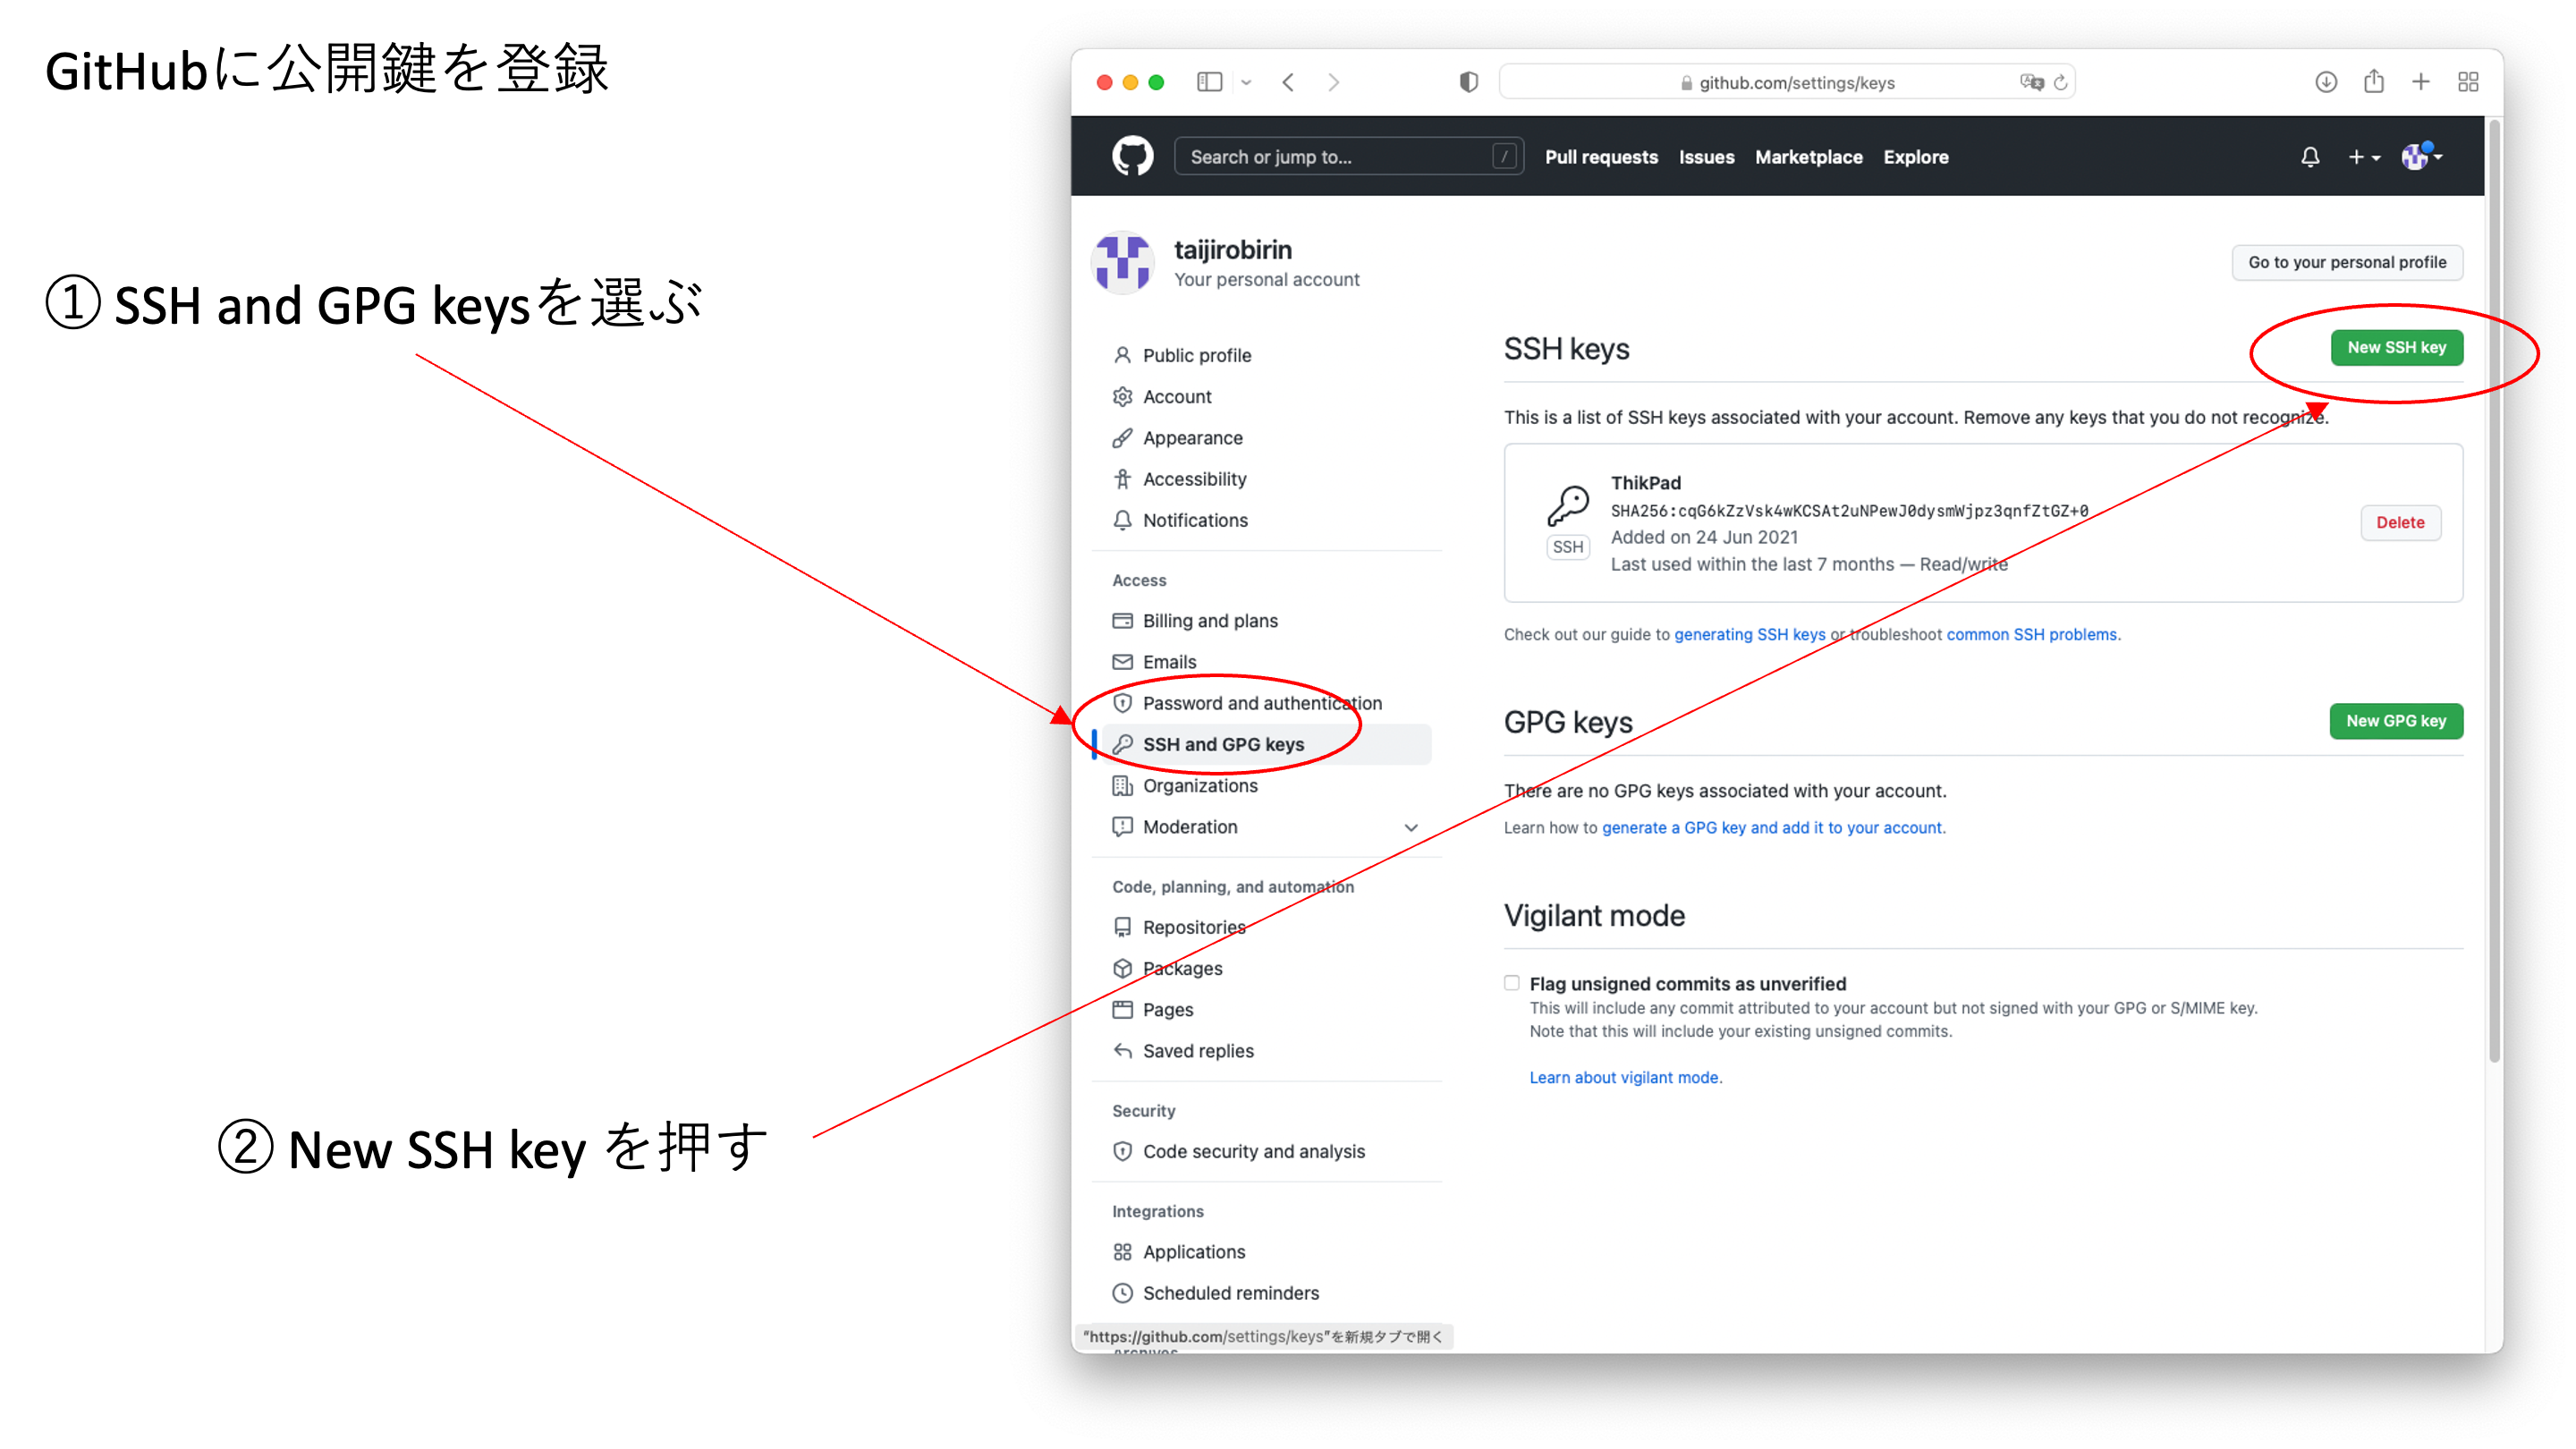 GitHubに公開鍵を登録
① SSH and GPG keysを選ぶ
② New SSH key を押す
github.com/settings/keys
Search or jump to...
/
Pull requests Issues Marketplace Explore
taijirobirin
Your personal account
Go to your personal profile
Public profile
Account
Appearance
Accessibility
Notifications
Access
Billing and plans
Emails
Password and authentication
SSH and GPG keys
Organizations
Moderation
Code, planning, and automation
Repositories
Packages
Pages
Saved replies
Security
Code security and analysis
Integrations
Applications
Scheduled reminders
Archives
"https://github.com/settings/keys"を新規タブで開く
SSH keys
New SSH key
This is a list of SSH keys associated with your account. Remove any keys that you do not recognize.
ThikPad
SHA256:cqG6kZzVsk4wKCSAt2uNPewJ0dysmWjpz3qnfZtGZ+0
Added on 24 Jun 2021
Last used within the last 7 months — Read/write
SSH
Delete
Check out our guide to generating SSH keys or troubleshoot common SSH problems.
GPG keys
New GPG key
There are no GPG keys associated with your account.
Learn how to generate a GPG key and add it to your account.
Vigilant mode
Flag unsigned commits as unverified
This will include any commit attributed to your account but not signed with your GPG or S/MIME key.
Note that this will include your existing unsigned commits.
Learn about vigilant mode.